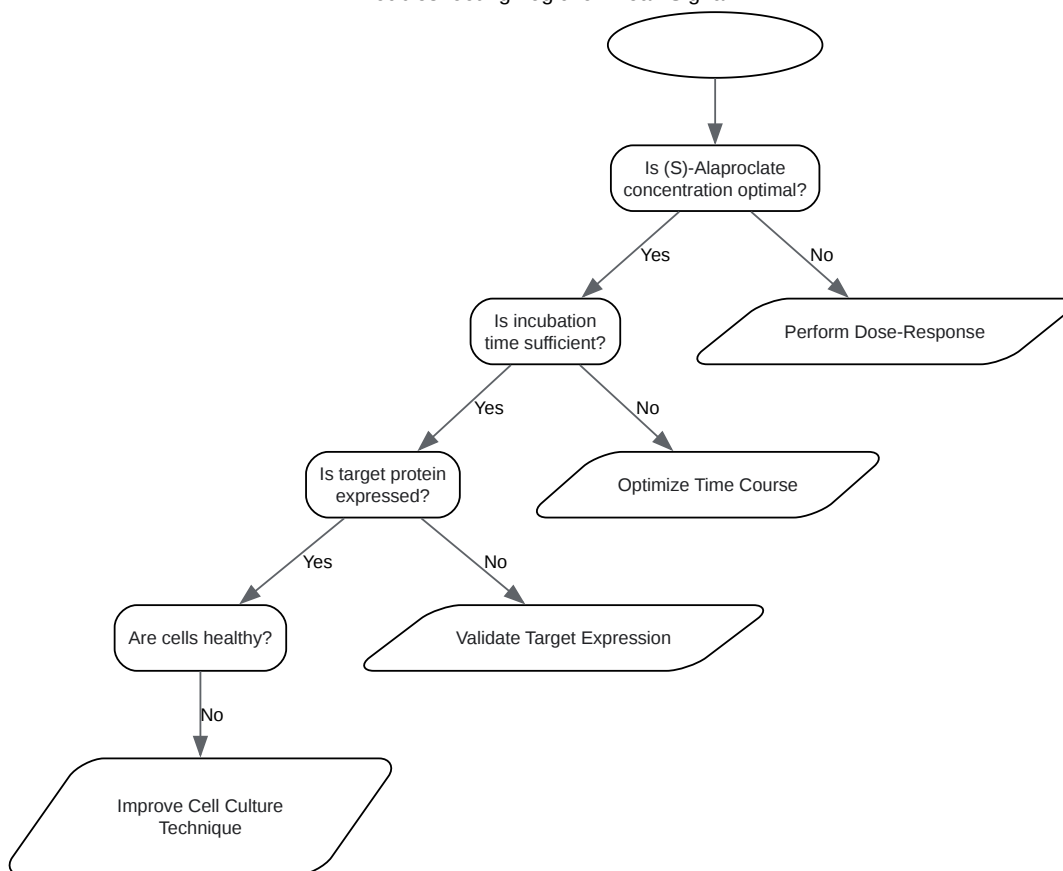 Is (S)-Alaproclate
concentration optimal?
Yes
No
Is incubation
time sufficient?
Perform Dose-Response
Yes
No
Is target protein
expressed?
Optimize Time Course
Yes
No
Are cells healthy?
Validate Target Expression
No
Improve Cell Culture
Technique